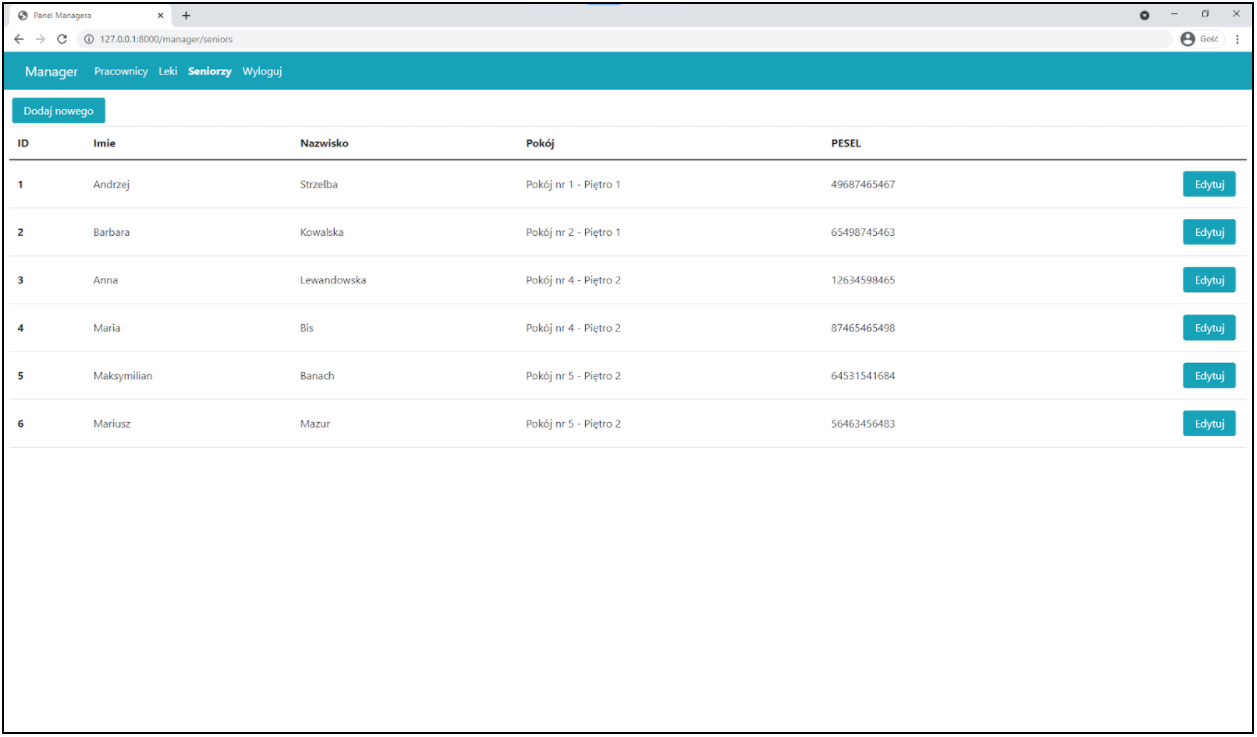 Panel Managera
127.0.0.1:8000/manager/seniors
Gość
Manager Pracownicy Leki Seniorzy Wyloguj
Dodaj nowego
ID Imie Nazwisko Pokój PESEL
1 Andrzej Strzelba Pokój nr 1 - Piętro 1 49687465467 Edytuj
2 Barbara Kowalska Pokój nr 2 - Piętro 1 65498745463 Edytuj
3 Anna Lewandowska Pokój nr 4 - Piętro 2 12634598465 Edytuj
4 Maria Bis Pokój nr 4 - Piętro 2 87465465498 Edytuj
5 Maksymilian Banach Pokój nr 5 - Piętro 2 64531541684 Edytuj
6 Mariusz Mazur Pokój nr 5 - Piętro 2 56463456483 Edytuj